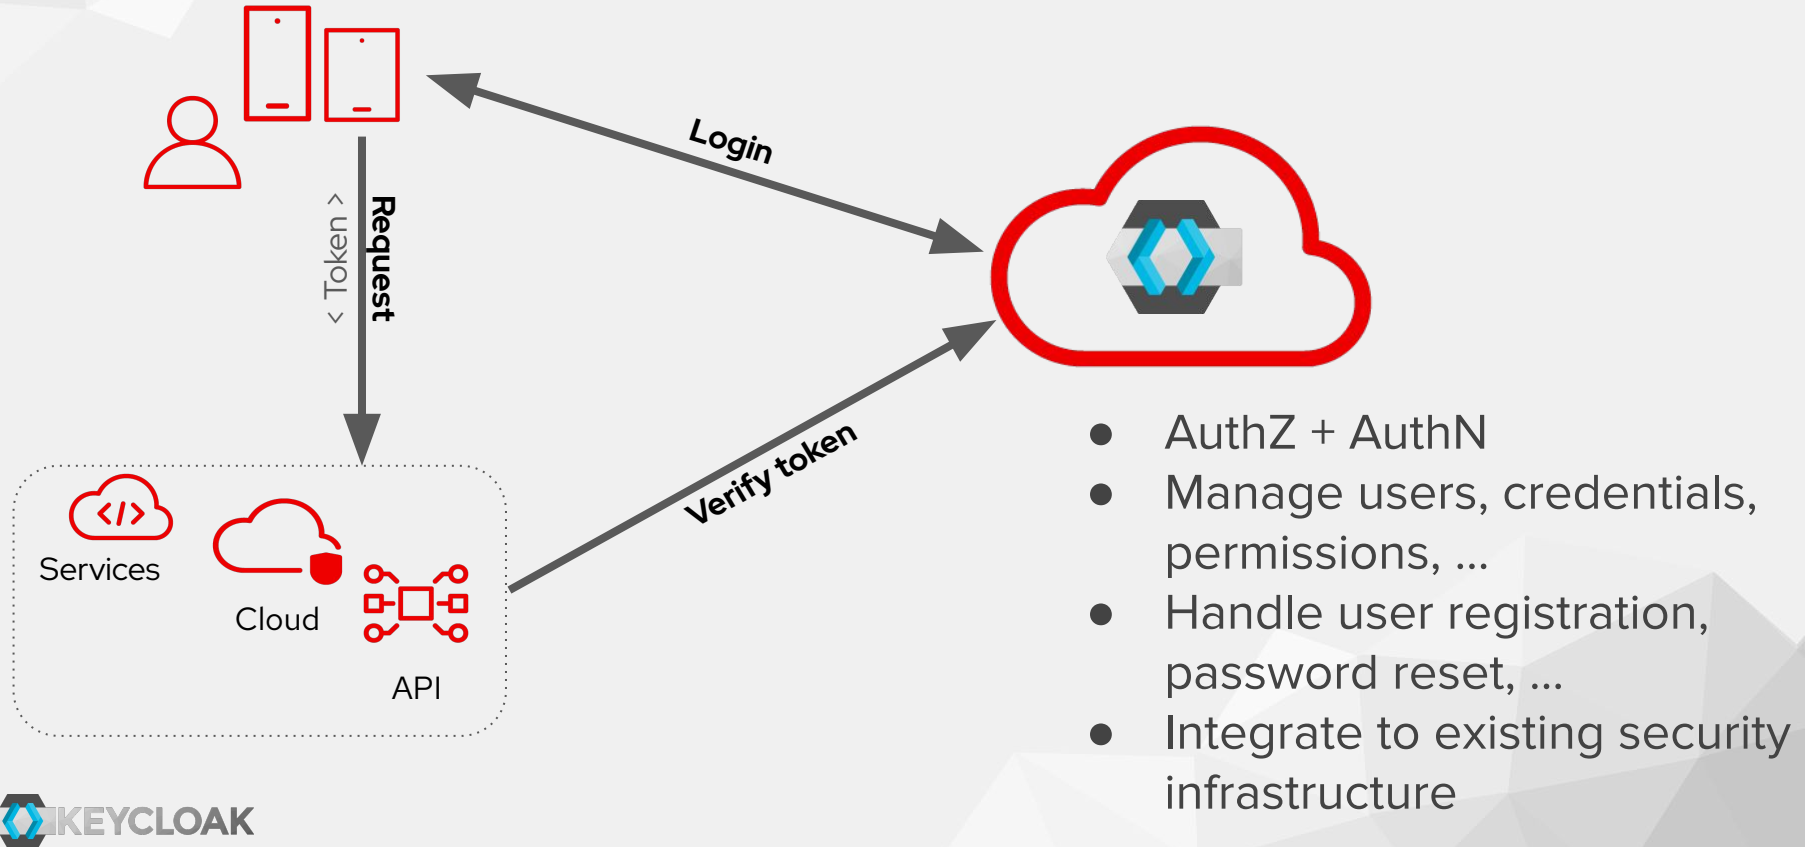 Login
< Token >
Request
Verify token
Services
Cloud
API
● AuthZ + AuthN
● Manage users, credentials,
permissions, ...
● Handle user registration,
password reset, ...
● Integrate to existing security
infrastructure
KEYCLOAK